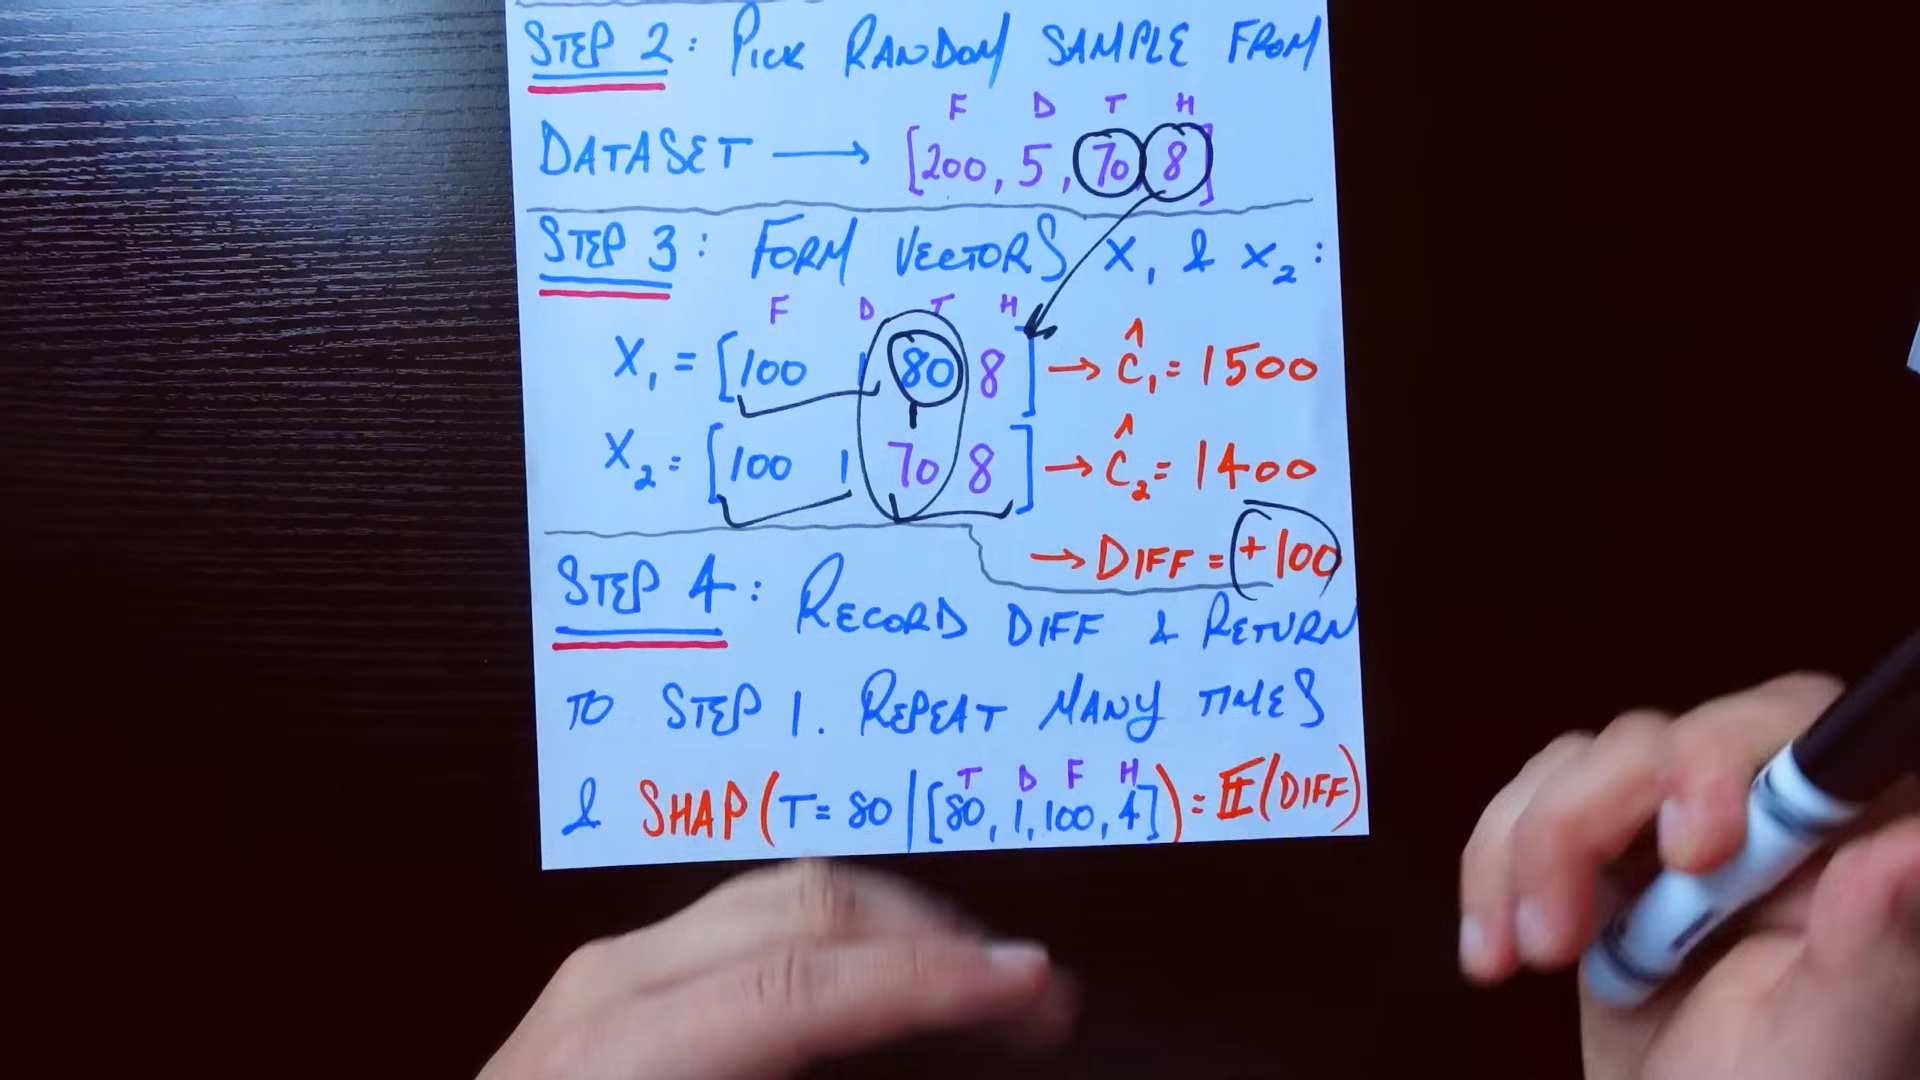 STEP 2: PICK RANDOM SAMPLE FROM
F D T H
DATASET → [200, 5, 70, 8]
STEP 3: FORM VECTORS X₁ & X₂:
F D T H
X₁ = [100 1 80 8] → Ĉ₁ = 1500
X₂ = [100 1 70 8] → Ĉ₂ = 1400
→ DIFF = +100
STEP 4: RECORD DIFF & RETURN
TO STEP 1. REPEAT MANY TIMES
T D F H
& SHAP(T = 80 | [80, 1, 100, 4]) = 𝔼(DIFF)